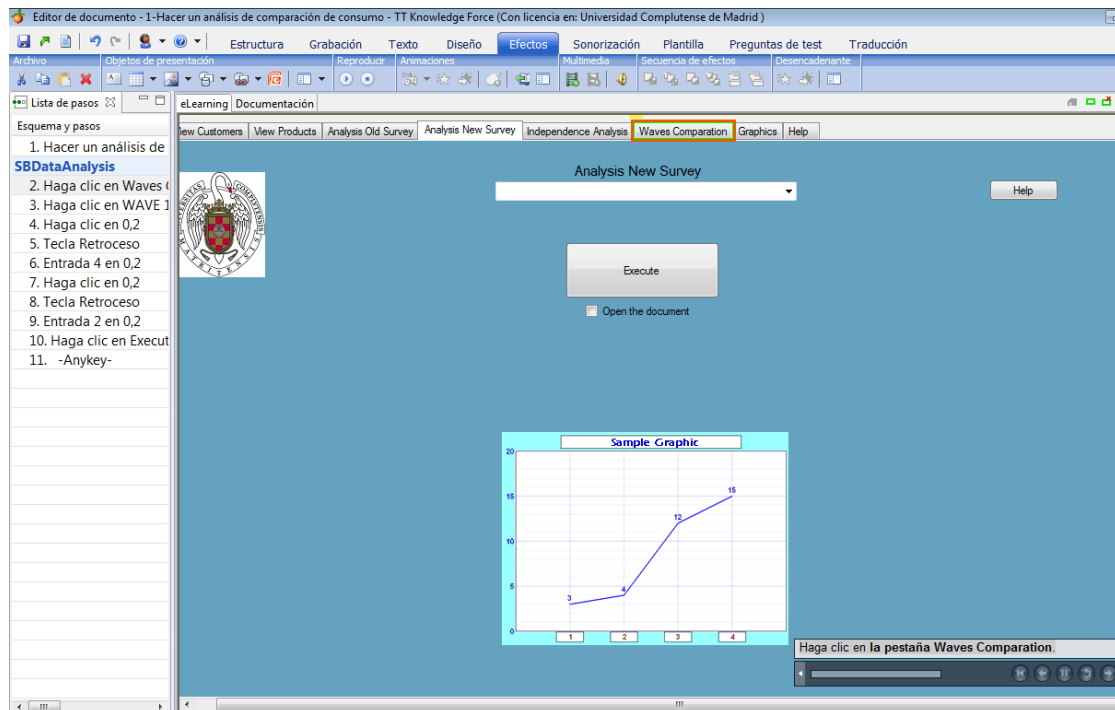 Editor de documento - 1-Hacer un análisis de comparación de consumo - TT Knowledge Force (Con licencia en: Universidad Complutense de Madrid )
Estructura Grabación Texto Diseño Efectos Sonorización Plantilla Preguntas de test Traducción
Archivo Objetos de presentación Reproducir Animaciones Multimedia Secuencia de efectos Desencadenante
Lista de pasos eLearning Documentación
Esquema y pasos
iew Customers View Products Analysis Old Survey Analysis New Survey Independence Analysis Waves Comparation Graphics Help
1. Hacer un análisis de
SBDataAnalysis
2. Haga clic en Waves (
3. Haga clic en WAVE 1
4. Haga clic en 0,2
5. Tecla Retroceso
6. Entrada 4 en 0,2
7. Haga clic en 0,2
8. Tecla Retroceso
9. Entrada 2 en 0,2
10. Haga clic en Execut
11. -Anykey-
Analysis New Survey
Help
Execute
Open the document
Sample Graphic
20
15
10
5
0
3
4
12
15
1 2 3 4
Haga clic en la pestaña Waves Comparation.